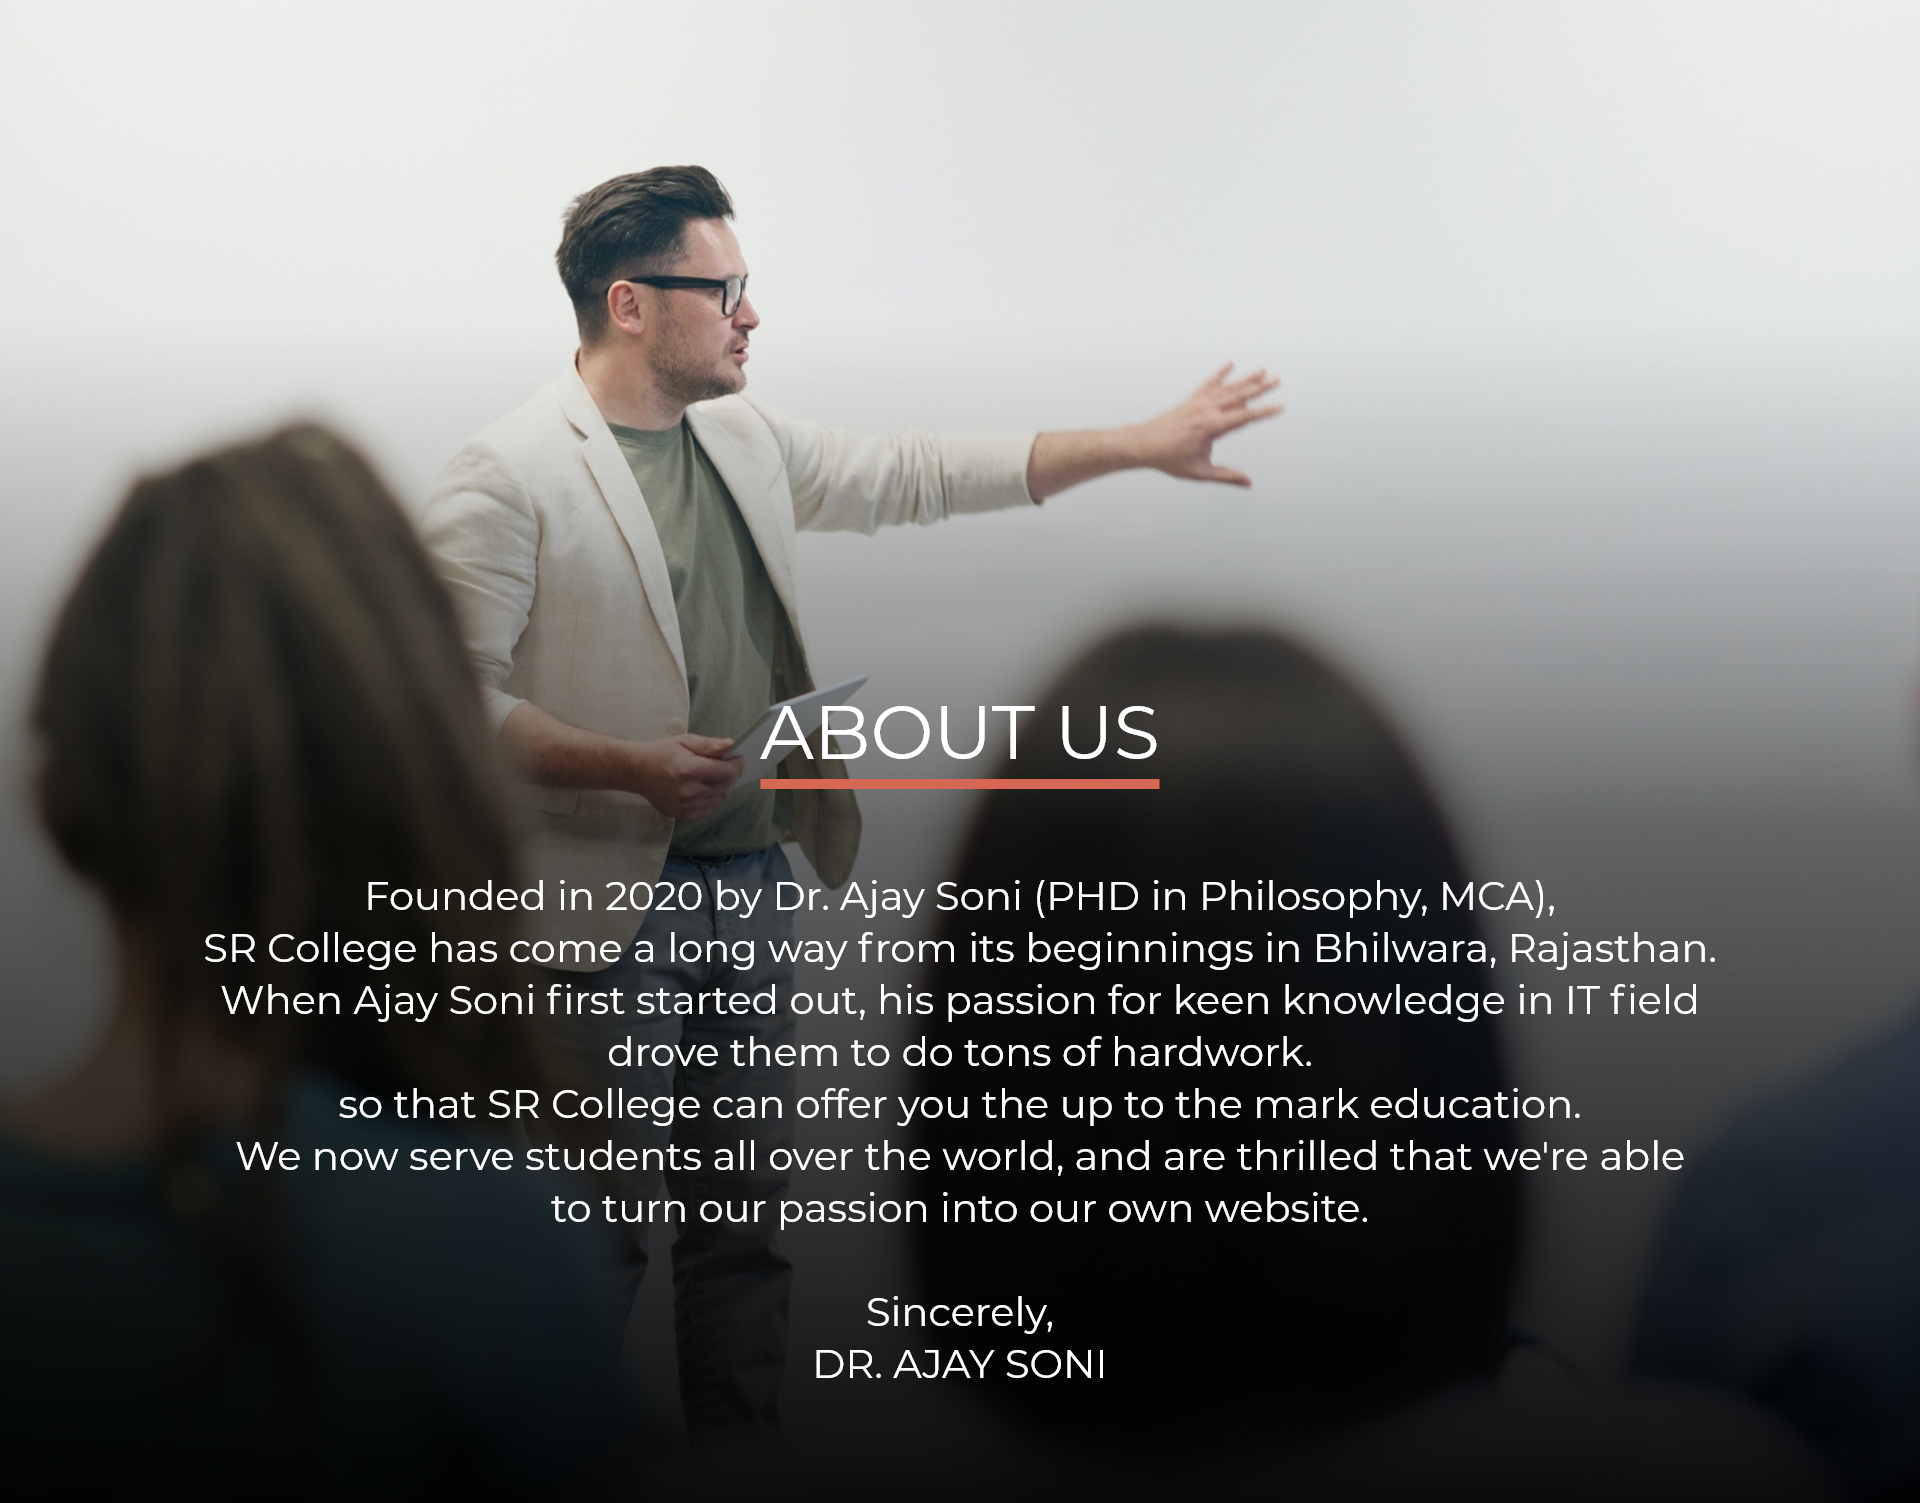 ABOUT US
Founded in 2020 by Dr. Ajay Soni (PHD in Philosophy, MCA),
SR College has come a long way from its beginnings in Bhilwara, Rajasthan.
When Ajay Soni first started out, his passion for keen knowledge in IT field
drove them to do tons of hardwork.
so that SR College can offer you the up to the mark education.
We now serve students all over the world, and are thrilled that we're able
to turn our passion into our own website.
Sincerely,
DR. AJAY SONI